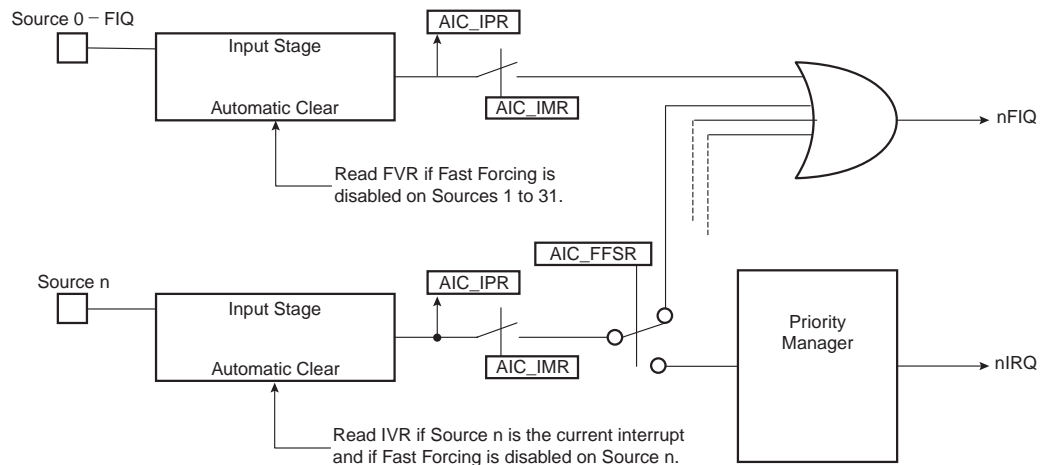 Source 0 – FIQ
AIC_IPR
Input Stage
Automatic Clear
AIC_IMR
nFIQ
Read FVR if Fast Forcing is
disabled on Sources 1 to 31.
AIC_FFSR
Source n
AIC_IPR
Input Stage
Priority
Manager
Automatic Clear
AIC_IMR
nIRQ
Read IVR if Source n is the current interrupt
and if Fast Forcing is disabled on Source n.